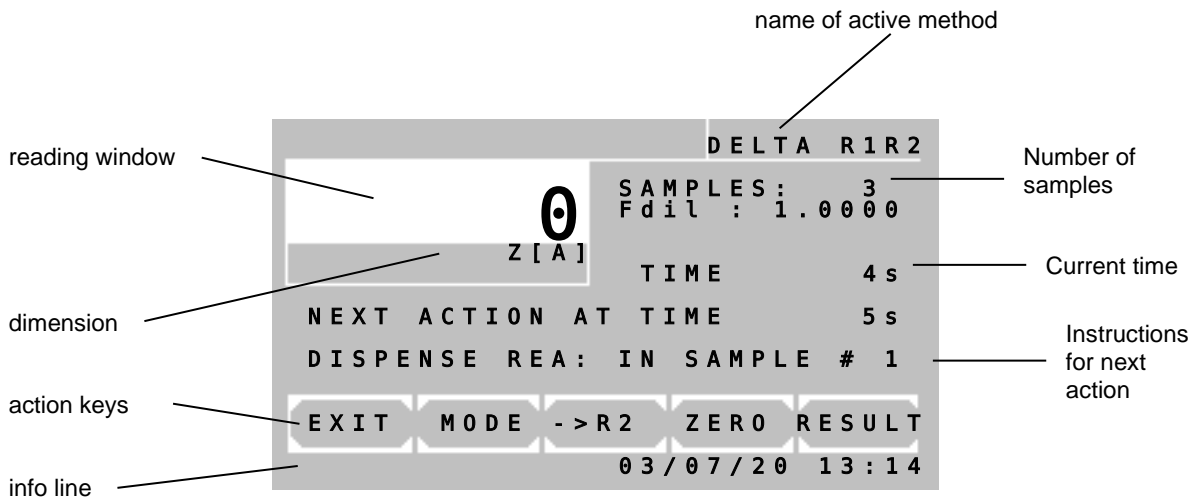 name of active method
reading window
DELTA R1R2
Number of
samples
SAMPLES: 3
Fdil : 1.0000
0
Z[A]
TIME 4s
Current time
dimension
NEXT ACTION AT TIME 5s
Instructions
for next
action
DISPENSE REA: IN SAMPLE # 1
action keys
EXIT MODE ->R2 ZERO RESULT
info line
03/07/20 13:14